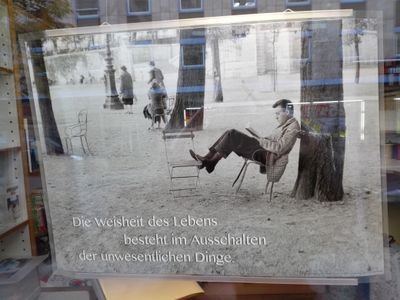 Die Weisheit des Lebens
besteht im Ausschalten
der unwesentlichen Dinge.